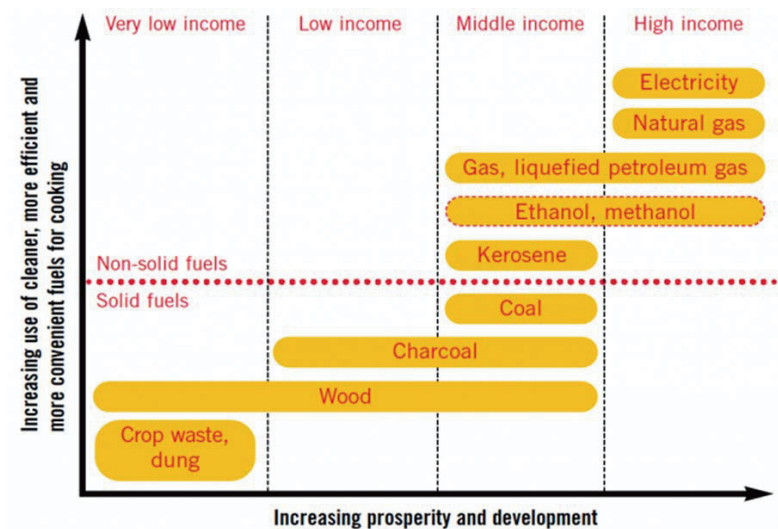 Very low income
Low income
Middle income
High income
Electricity
Natural gas
Gas, liquefied petroleum gas
Ethanol, methanol
Kerosene
Non-solid fuels
Solid fuels
Coal
Charcoal
Wood
Crop waste,
dung
Increasing use of cleaner, more efficient and
more convenient fuels for cooking
Increasing prosperity and development